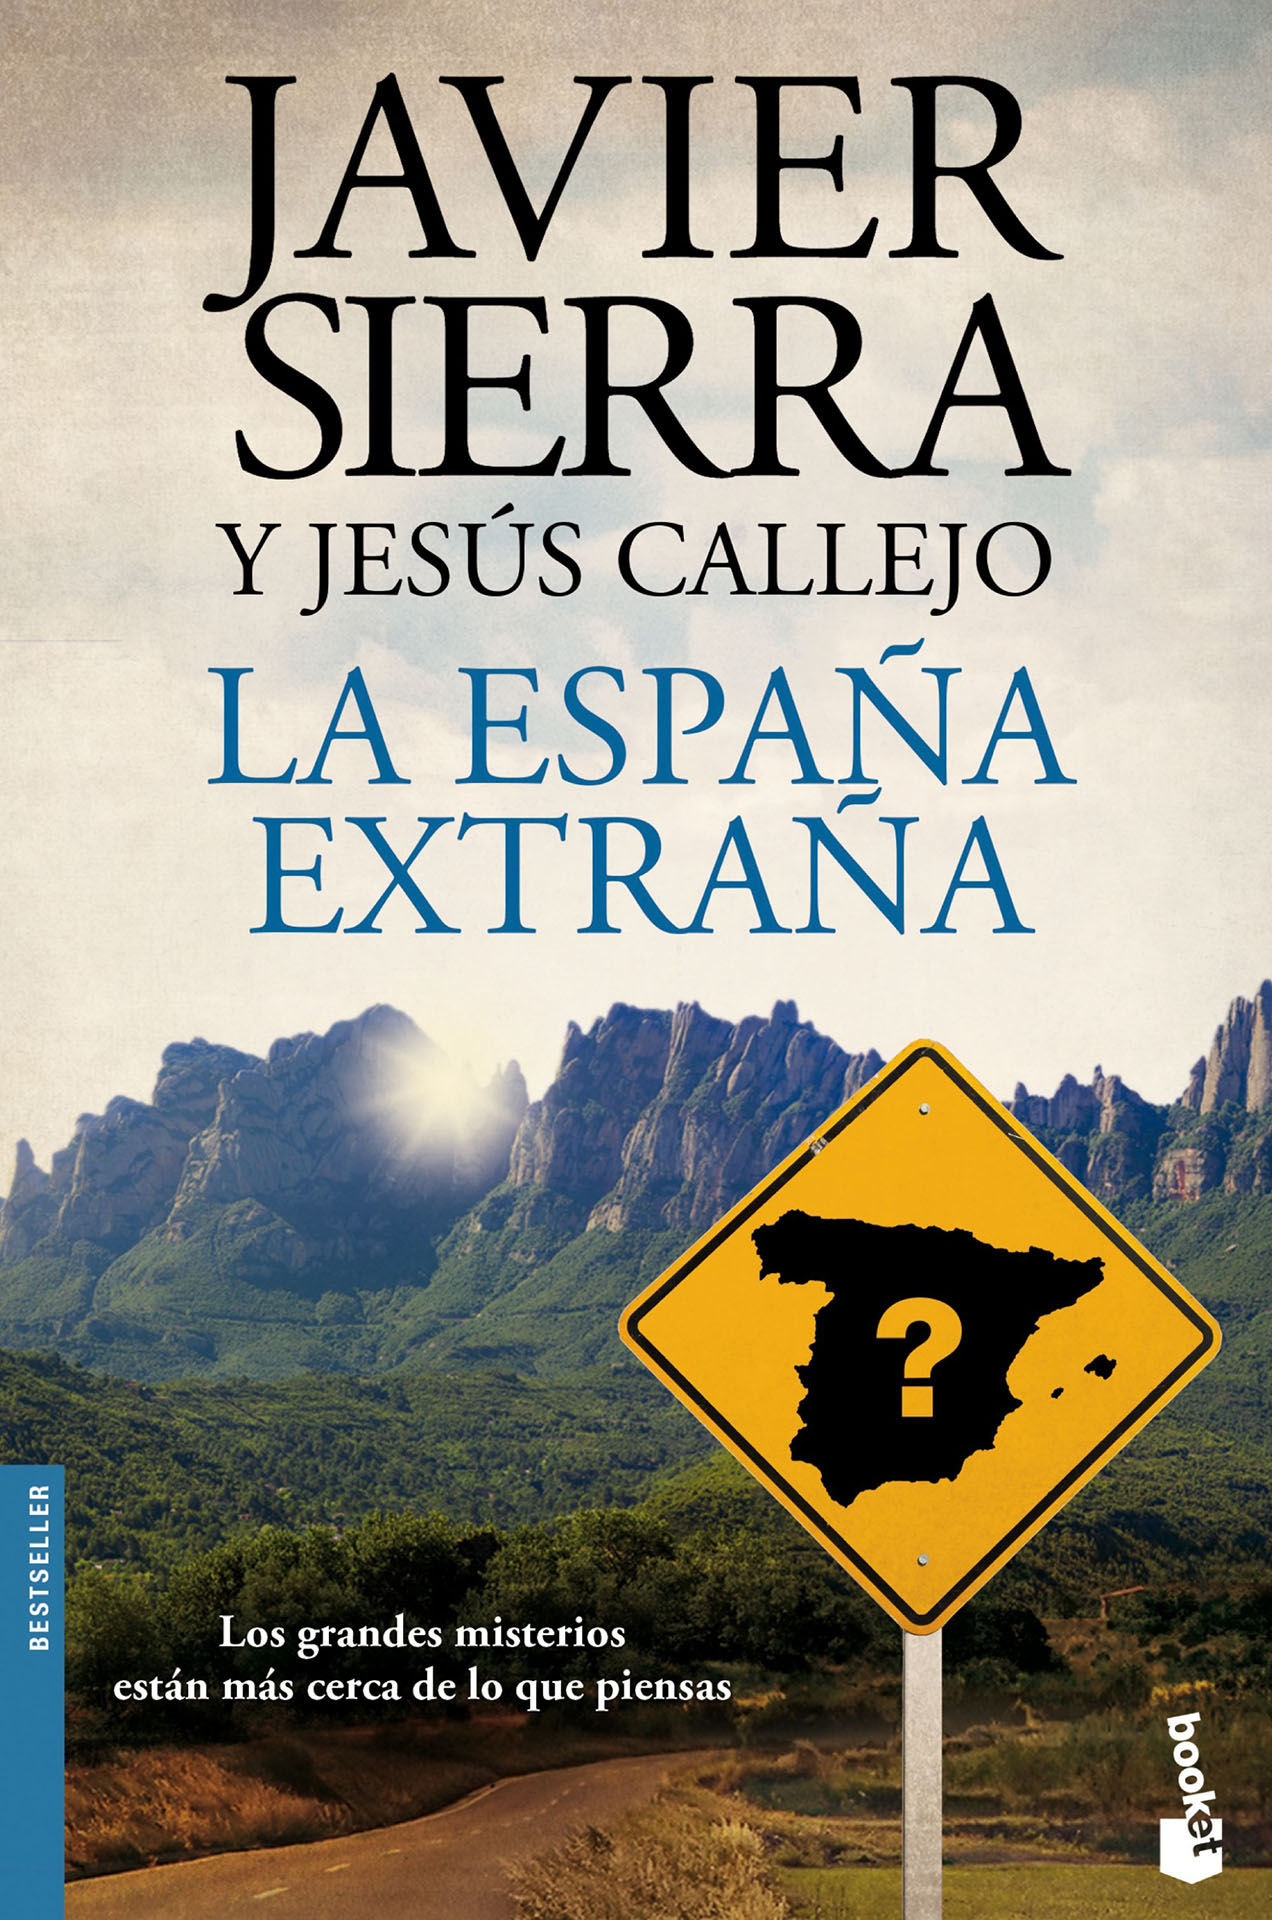 JAVIER
SIERRA
Y JESÚS CALLEJO
LA ESPAÑA
EXTRAÑA
?
BESTSELLER
Los grandes misterios
están más cerca de lo que piensas
booket